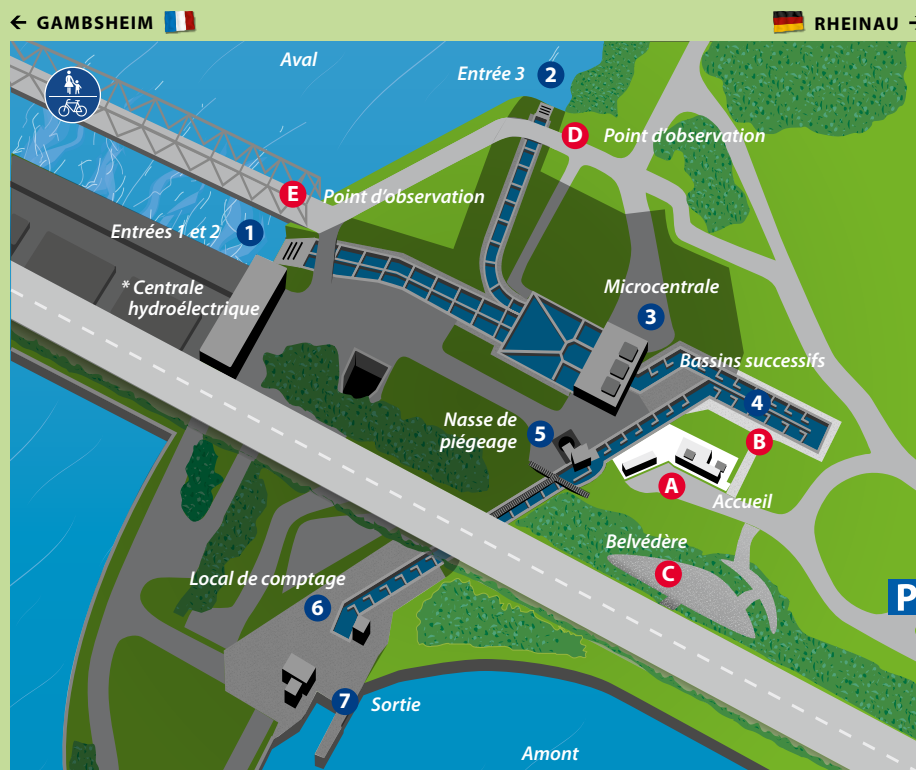 ← GAMBSHEIM
RHEINAU →
Aval
Entrée 3 2
D Point d'observation
E Point d'observation
Entrées 1 et 2 1
* Centrale
hydroélectrique
Microcentrale
3
Bassins successifs
4
Nasse de
piégeage
5
B
A
Accueil
Belvédère
C
P
Local de comptage
6
7 Sortie
Amont